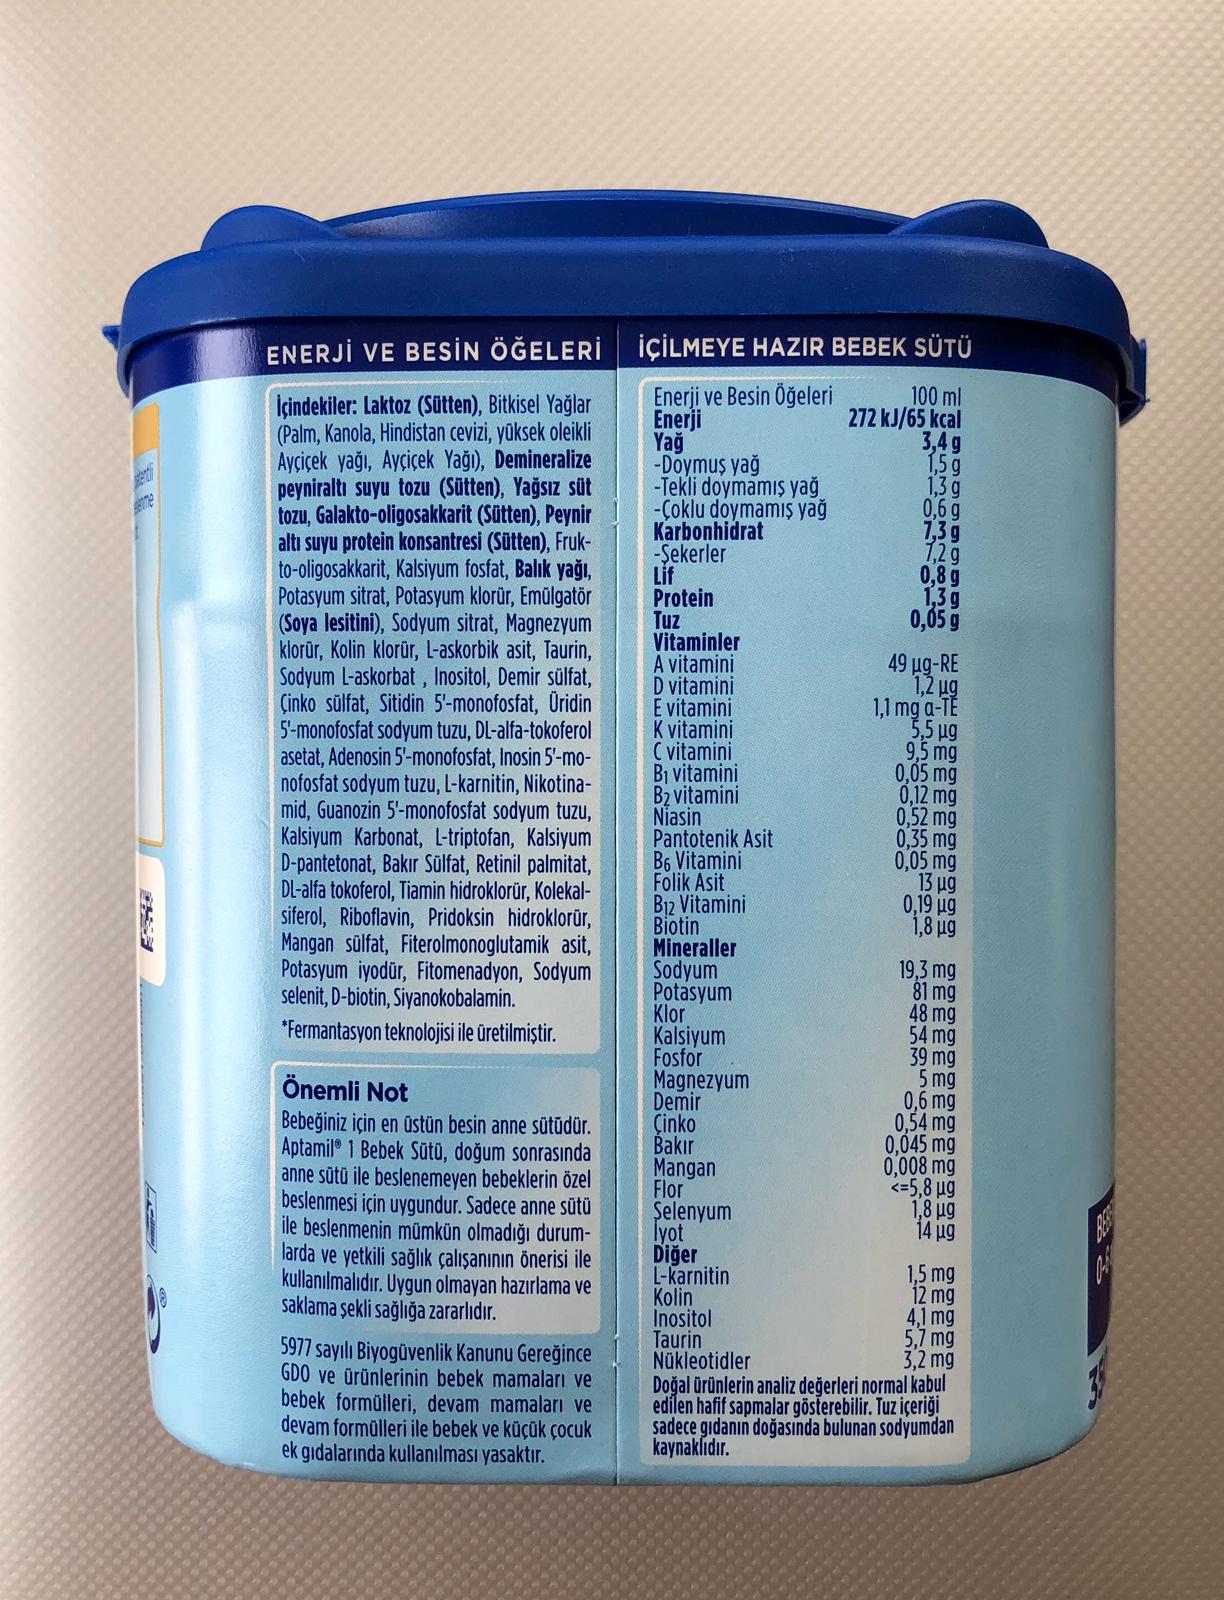 ENERJİ VE BESİN ÖĞELERİ
İçindekiler: Laktoz (Sütten), Bitkisel Yağlar
(Palm, Kanola, Hindistan cevizi, yüksek oleikli
Ayçiçek yağı, Ayçiçek Yağı), Demineralize
peyniraltı suyu tozu (Sütten), Yağsız süt
tozu, Galakto-oligosakkarit (Sütten), Peynir
altı suyu protein konsantresi (Sütten), Fruk-
to-oligosakkarit, Kalsiyum fosfat, Balık yağı,
Potasyum sitrat, Potasyum klorür, Emülgatör
(Soya lesitini), Sodyum sitrat, Magnezyum
klorür, Kolin klorür, L-askorbik asit, Taurin,
Sodyum L-askorbat , Inositol, Demir sülfat,
Çinko sülfat, Sitidin 5'-monofosfat, Üridin
5'-monofosfat sodyum tuzu, DL-alfa-tokoferol
asetat, Adenosin 5'-monofosfat, Inosin 5'-mo-
nofosfat sodyum tuzu, L-karnitin, Nikotina-
mid, Guanozin 5'-monofosfat sodyum tuzu,
Kalsiyum Karbonat, L-triptofan, Kalsiyum
D-pantetonat, Bakır Sülfat, Retinil palmitat,
DL-alfa tokoferol, Tiamin hidroklorür, Kolekal-
siferol, Riboflavin, Pridoksin hidroklorür,
Mangan sülfat, Fiterolmonoglutamik asit,
Potasyum iyodür, Fitomenadyon, Sodyum
selenit, D-biotin, Siyanokobalamin.
*Fermantasyon teknolojisi ile üretilmiştir.
Önemli Not
Bebeğiniz için en üstün besin anne sütüdür.
Aptamil® 1 Bebek Sütü, doğum sonrasında
anne sütü ile beslenemeyen bebeklerin özel
beslenmesi için uygundur. Sadece anne sütü
ile beslenmenin mümkün olmadığı durum-
larda ve yetkili sağlık çalışanının önerisi ile
kullanılmalıdır. Uygun olmayan hazırlama ve
saklama şekli sağlığa zararlıdır.
5977 sayılı Biyogüvenlik Kanunu Gereğince
GDO ve ürünlerinin bebek mamaları ve
bebek formülleri, devam mamaları ve
devam formülleri ile bebek ve küçük çocuk
ek gıdalarında kullanılması yasaktır.
İÇİLMEYE HAZIR BEBEK SÜTÜ
Enerji ve Besin Öğeleri 100 ml
Enerji 272 kJ/65 kcal
Yağ 3,4 g
-Doymuş yağ 1,5 g
-Tekli doymamış yağ 1,3 g
-Çoklu doymamış yağ 0,6 g
Karbonhidrat 7,3 g
-Şekerler 7,2 g
Lif 0,8 g
Protein 1,3 g
Tuz 0,05 g
Vitaminler
A vitamini 49 µg-RE
D vitamini 1,2 µg
E vitamini 1,1 mg α-TE
K vitamini 5,5 µg
C vitamini 9,5 mg
B1 vitamini 0,05 mg
B2 vitamini 0,12 mg
Niasin 0,52 mg
Pantotenik Asit 0,35 mg
B6 Vitamini 0,05 mg
Folik Asit 13 µg
B12 Vitamini 0,19 µg
Biotin 1,8 µg
Mineraller
Sodyum 19,3 mg
Potasyum 81 mg
Klor 48 mg
Kalsiyum 54 mg
Fosfor 39 mg
Magnezyum 5 mg
Demir 0,6 mg
Çinko 0,54 mg
Bakır 0,045 mg
Mangan 0,008 mg
Flor <=5,8 µg
Selenyum 1,8 µg
İyot 14 µg
Diğer
L-karnitin 1,5 mg
Kolin 12 mg
İnositol 4,1 mg
Taurin 5,7 mg
Nükleotidler 3,2 mg
Doğal ürünlerin analiz değerleri normal kabul
edilen hafif sapmalar gösterebilir. Tuz içeriği
sadece gıdanın doğasında bulunan sodyumdan
kaynaklıdır.